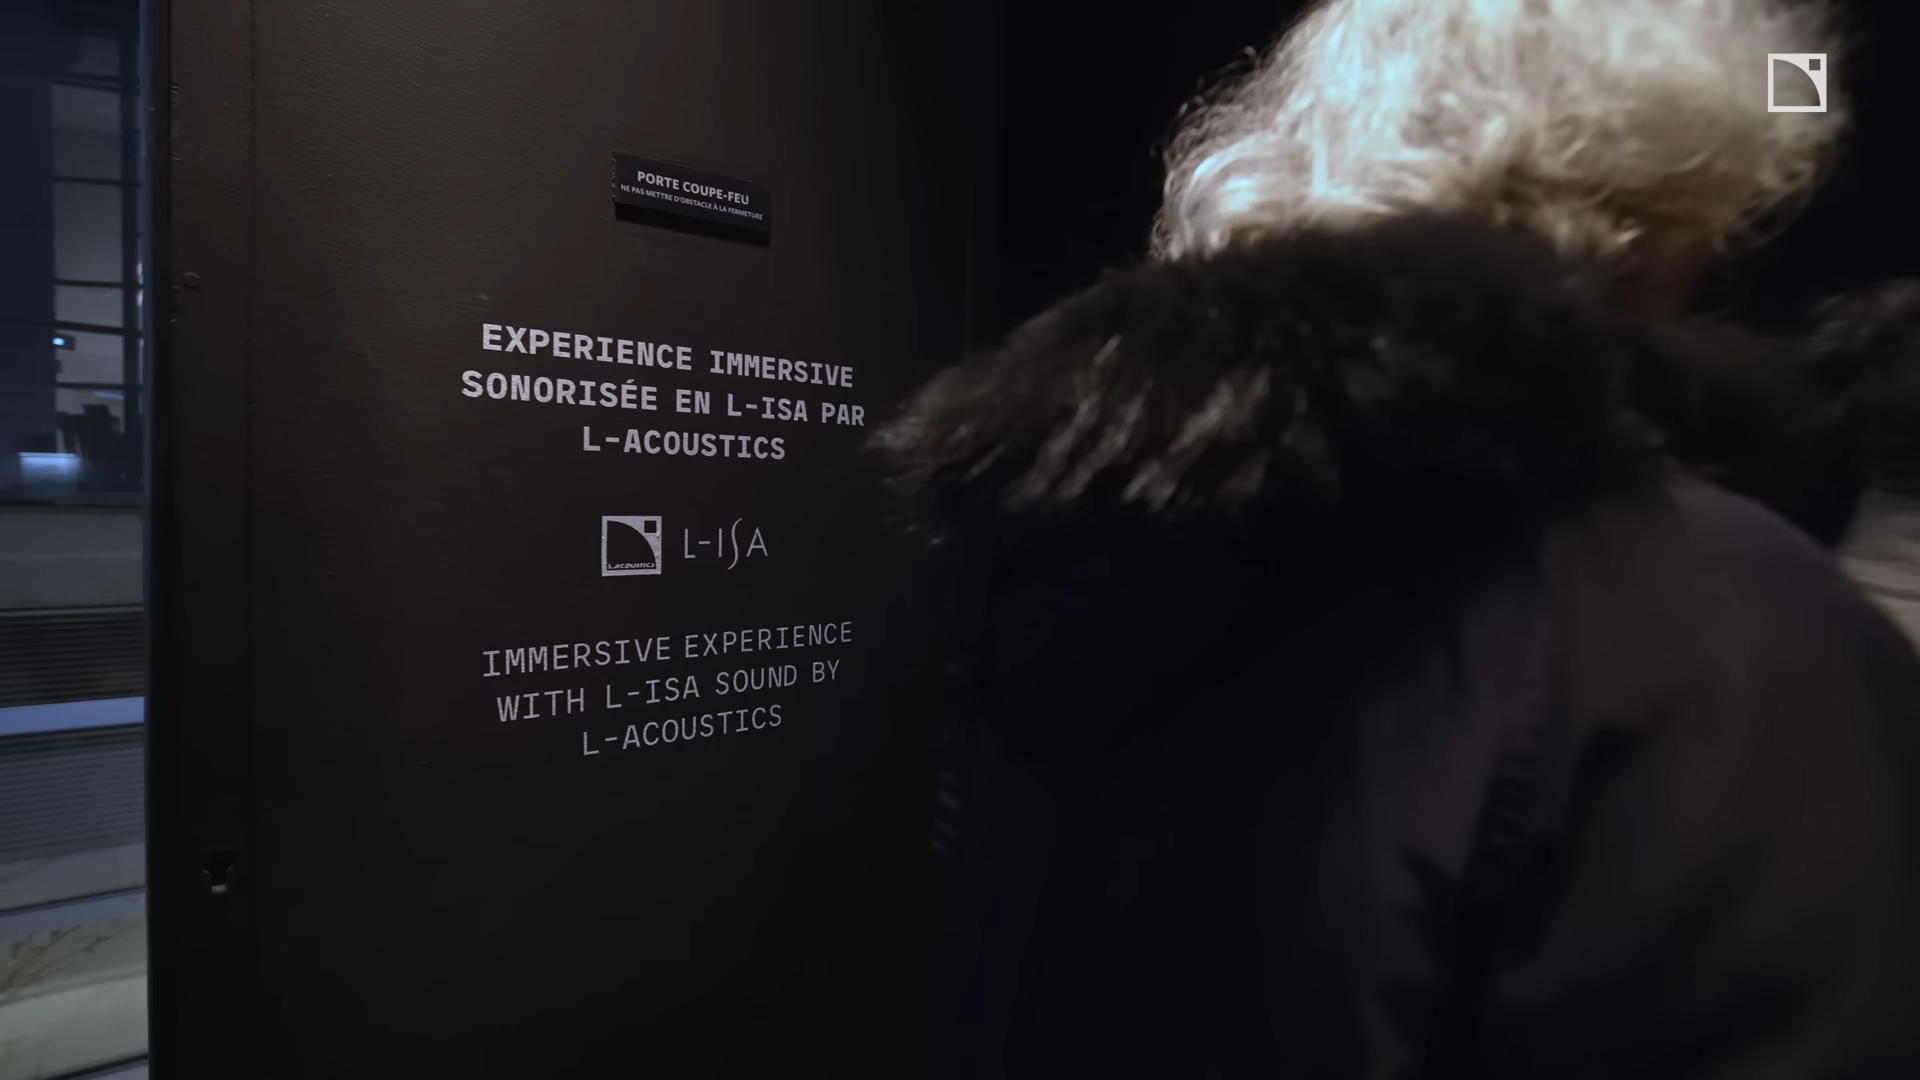 PORTE COUPE-FEU
NE PAS METTRE D'OBSTACLE À LA FERMETURE
EXPERIENCE IMMERSIVE
SONORISÉE EN L-ISA PAR
L-ACOUSTICS
L-ACOUSTICS
L-ISA
IMMERSIVE EXPERIENCE
WITH L-ISA SOUND BY
L-ACOUSTICS